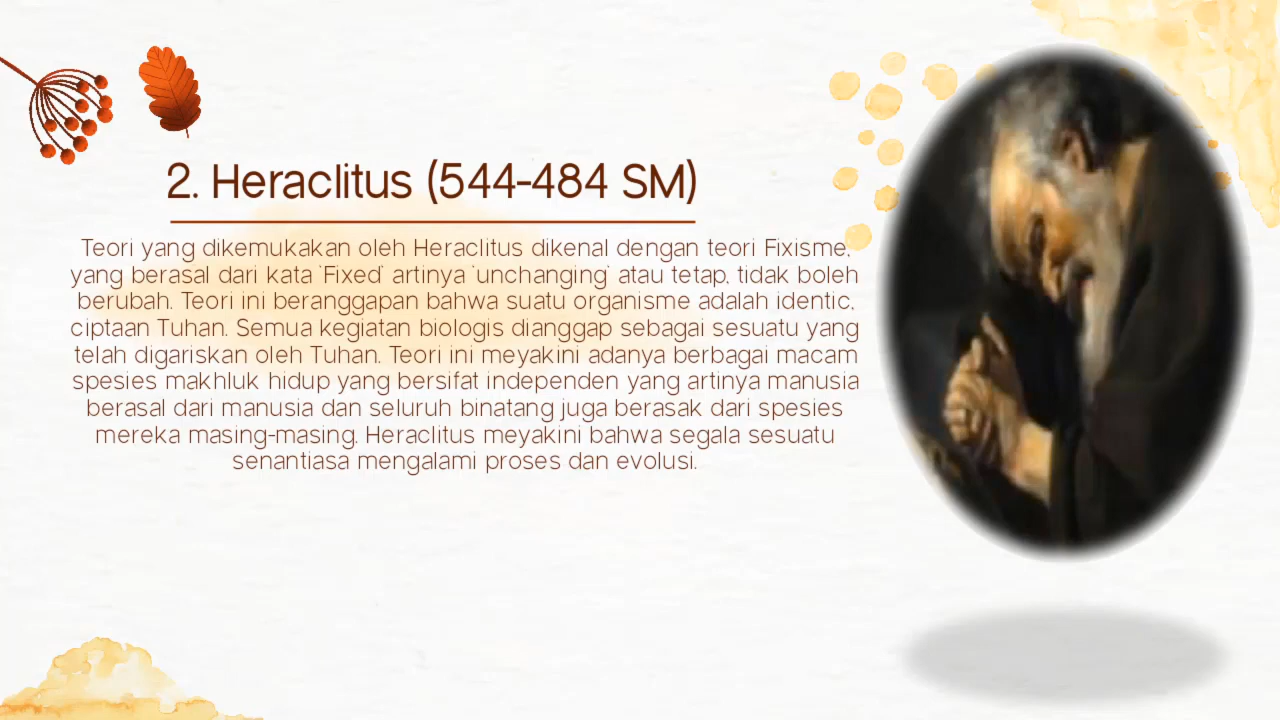 2. Heraclitus (544-484 SM)
Teori yang dikemukakan oleh Heraclitus dikenal dengan teori Fixisme,
yang berasal dari kata `Fixed` artinya `unchanging` atau tetap, tidak boleh
berubah. Teori ini beranggapan bahwa suatu organisme adalah identic,
ciptaan Tuhan. Semua kegiatan biologis dianggap sebagai sesuatu yang
telah digariskan oleh Tuhan. Teori ini meyakini adanya berbagai macam
spesies makhluk hidup yang bersifat independen yang artinya manusia
berasal dari manusia dan seluruh binatang juga berasak dari spesies
mereka masing-masing. Heraclitus meyakini bahwa segala sesuatu
senantiasa mengalami proses dan evolusi.